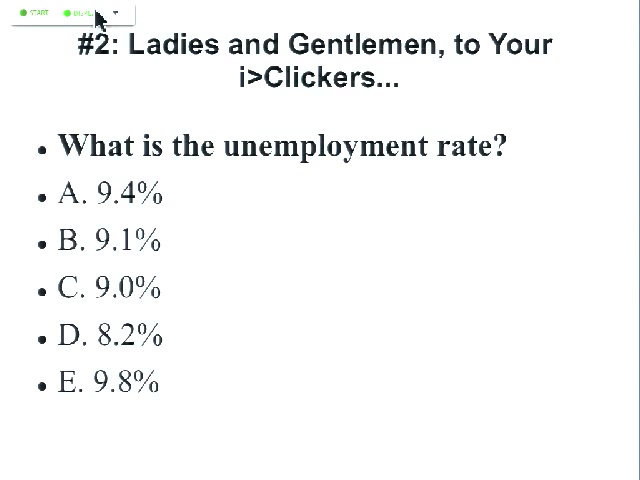 START
#2: Ladies and Gentlemen, to Your
i>Clickers...
What is the unemployment rate?
A. 9.4%
B. 9.1%
C. 9.0%
D. 8.2%
E. 9.8%